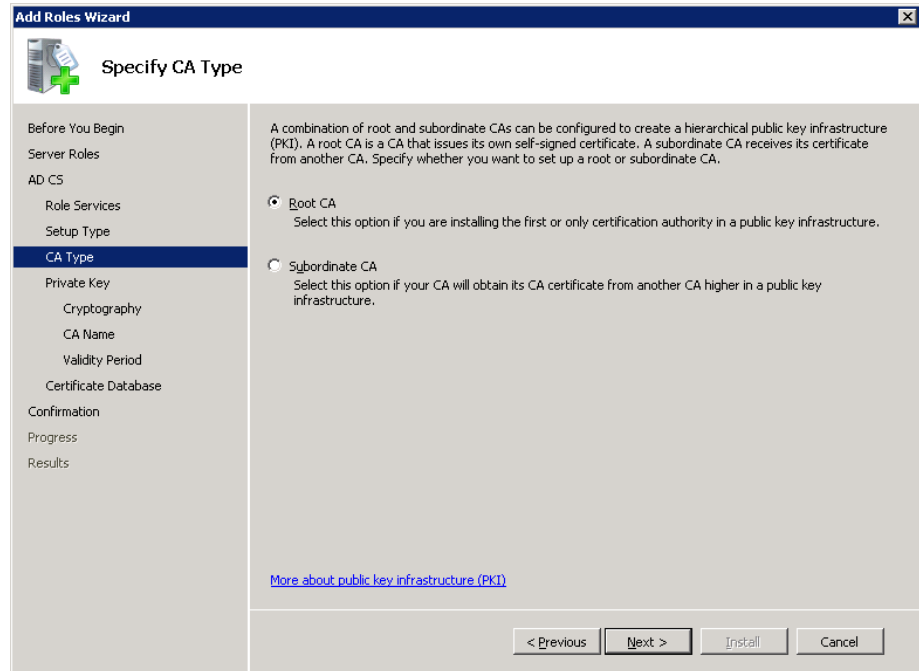 Add Roles Wizard
Specify CA Type
Before You Begin
Server Roles
AD CS
Role Services
Setup Type
CA Type
Private Key
Cryptography
CA Name
Validity Period
Certificate Database
Confirmation
Progress
Results
A combination of root and subordinate CAs can be configured to create a hierarchical public key infrastructure
(PKI). A root CA is a CA that issues its own self-signed certificate. A subordinate CA receives its certificate
from another CA. Specify whether you want to set up a root or subordinate CA.
Root CA
Select this option if you are installing the first or only certification authority in a public key infrastructure.
Subordinate CA
Select this option if your CA will obtain its CA certificate from another CA higher in a public key
infrastructure.
More about public key infrastructure (PKI)
< Previous
Next >
Install
Cancel